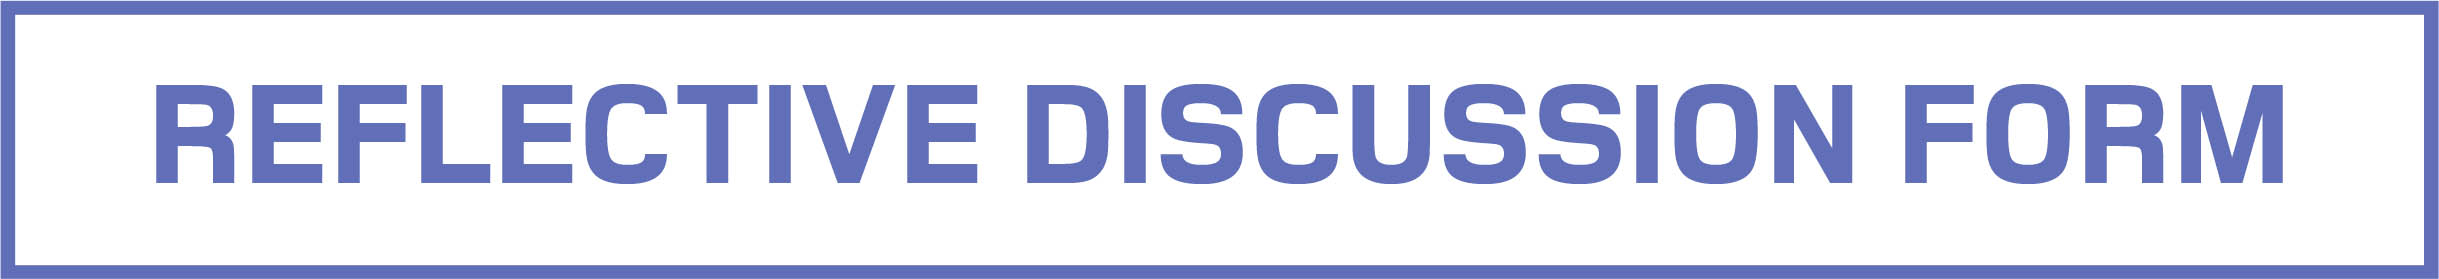 REFLECTIVE DISCUSSION FORM